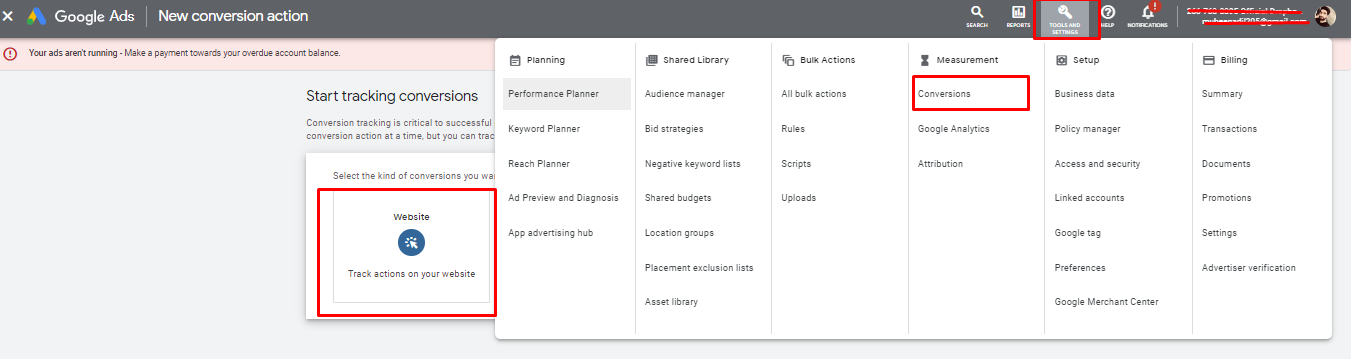 Google Ads New conversion action
SEARCH
REPORTS
TOOLS AND
SETTINGS
HELP
NOTIFICATIONS
Your ads aren't running - Make a payment towards your overdue account balance.
Start tracking conversions
Conversion tracking is critical to successful
conversion action at a time, but you can trac
Select the kind of conversions you wa
Website
Track actions on your website
Planning
Performance Planner
Keyword Planner
Reach Planner
Ad Preview and Diagnosis
App advertising hub
Shared Library
Audience manager
Bid strategies
Negative keyword lists
Shared budgets
Location groups
Placement exclusion lists
Asset library
Bulk Actions
All bulk actions
Rules
Scripts
Uploads
Measurement
Conversions
Google Analytics
Attribution
Setup
Business data
Policy manager
Access and security
Linked accounts
Google tag
Preferences
Google Merchant Center
Billing
Summary
Transactions
Documents
Promotions
Settings
Advertiser verification